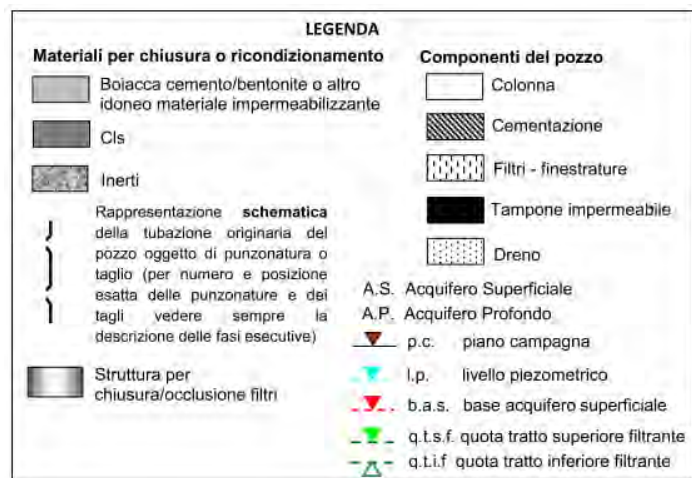 LEGENDA
Materiali per chiusura o ricondizionamento
Boiacca cemento/bentonite o altro
idoneo materiale impermeabilizzante
Cls
Inerti
Rappresentazione schematica
della tubazione originaria del
pozzo oggetto di punzonatura o
taglio (per numero e posizione
esatta delle punzonature e dei
tagli vedere sempre la
descrizione delle fasi esecutive)
Struttura per
chiusura/occlusione filtri
Componenti del pozzo
Colonna
Cementazione
Filtri - finestrature
Tampone impermeabile
Dreno
A.S. Acquifero Superficiale
A.P. Acquifero Profondo
p.c. piano campagna
l.p. livello piezometrico
b.a.s. base acquifero superficiale
q.t.s.f. quota tratto superiore filtrante
q.t.i.f quota tratto inferiore filtrante